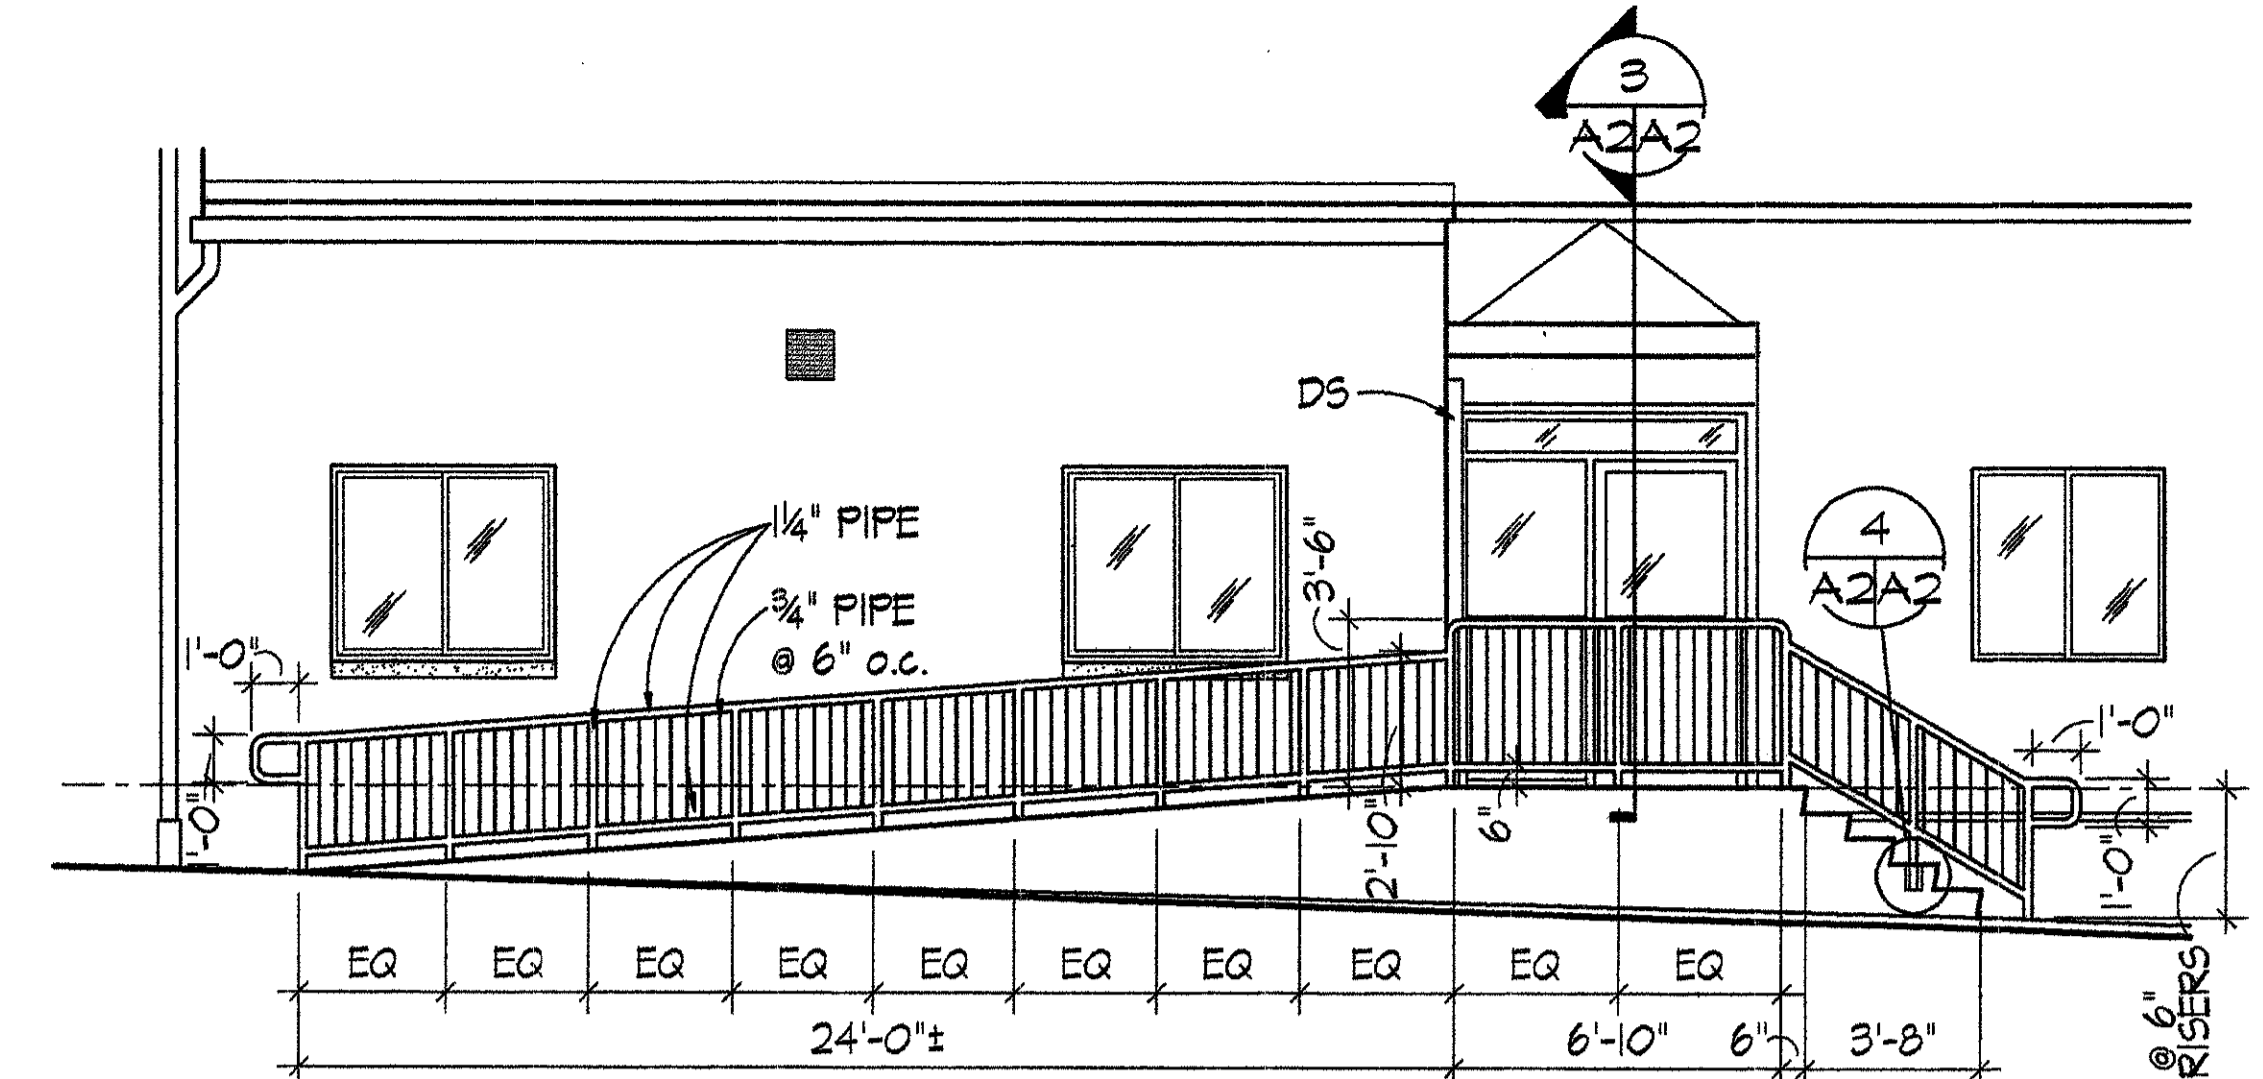 3
A2A2
DS
1¼" PIPE
3'-6"
4
A2A2
¾" PIPE
@ 6" o.c.
1'-0"
1'-0"
1'-0"
2'-10"
6"
1'-0"
EQ EQ EQ EQ EQ EQ EQ EQ EQ EQ
24'-0"± 6'-10" 6" 3'-8"
@ 6"
RISERS